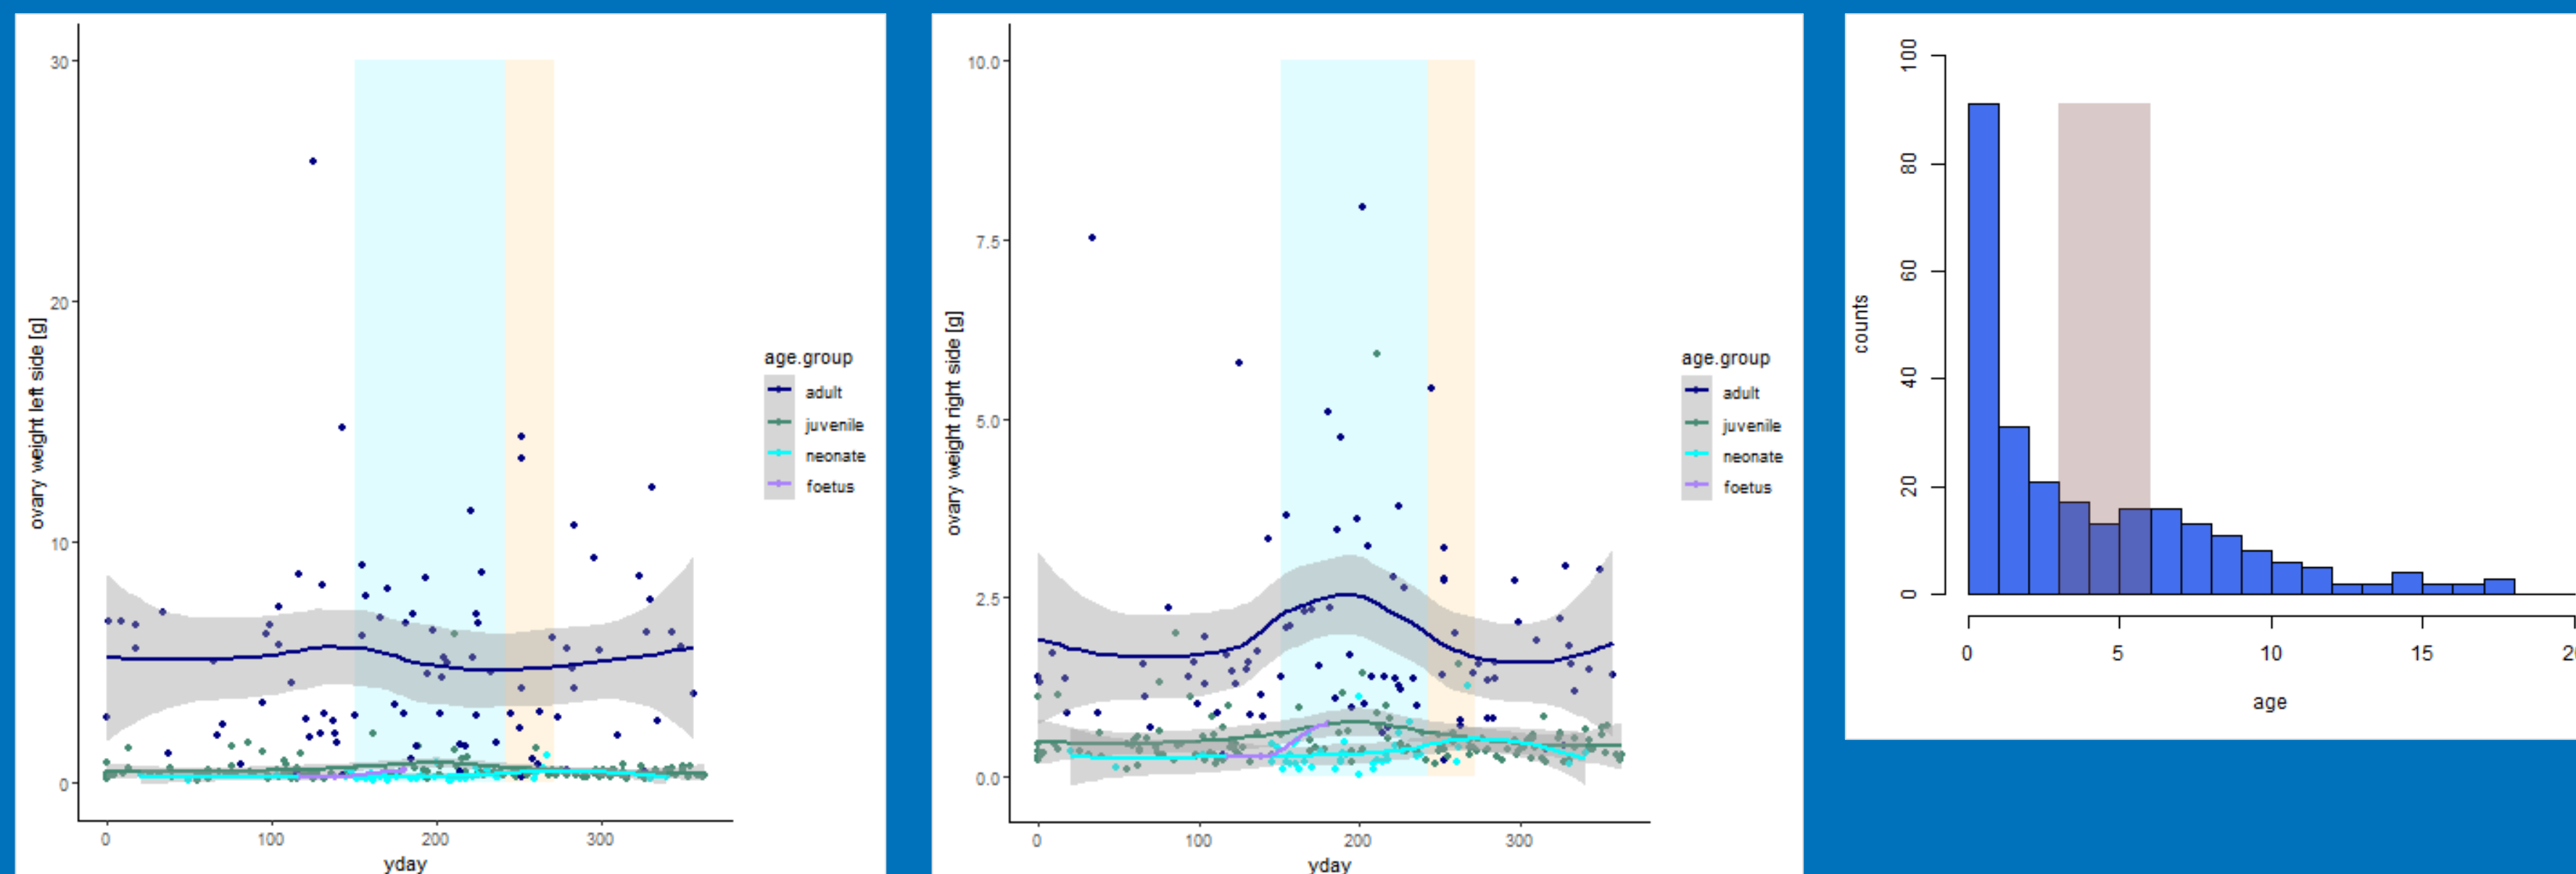 30
20
10
0
ovary weight left side [g]
0 100 200 300
yday
age.group
adult
juvenile
neonate
foetus
10.0
7.5
5.0
2.5
0.0
ovary weight right side [g]
0 100 200 300
yday
age.group
adult
juvenile
neonate
foetus
100
80
60
40
20
0
counts
0 5 10 15
age